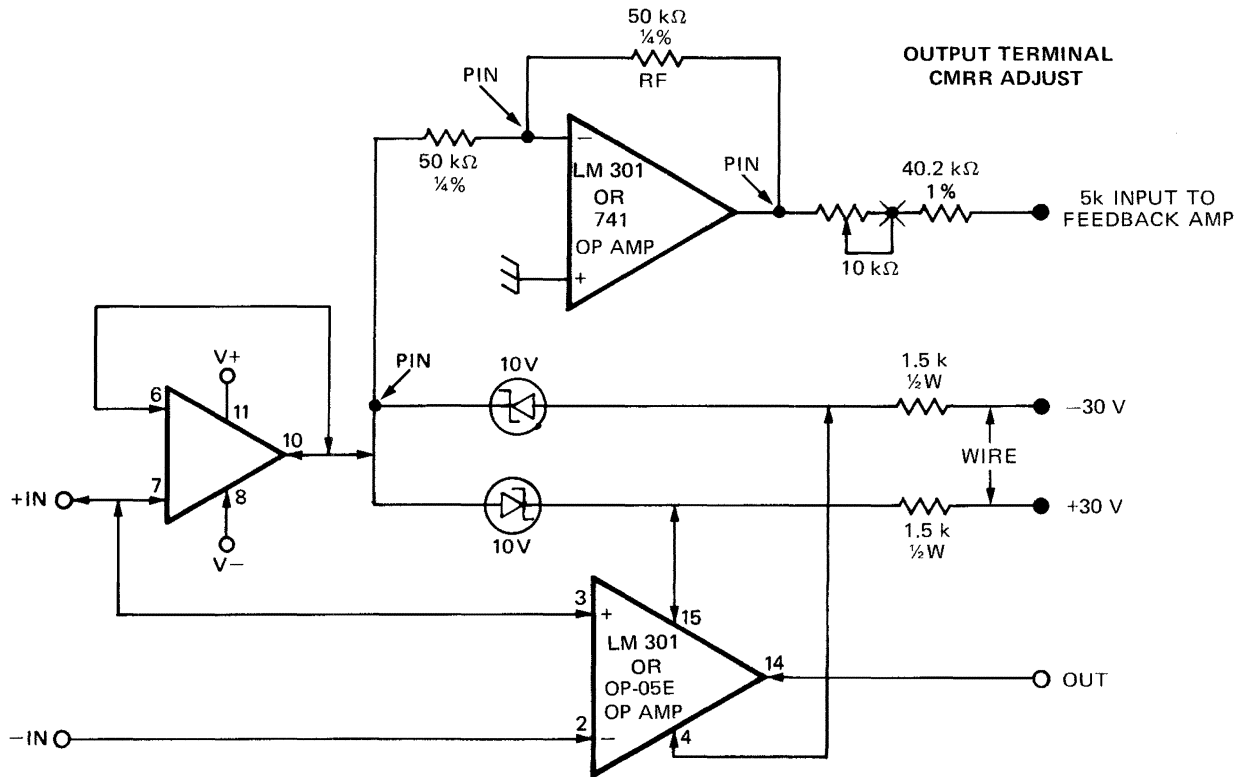 50 kΩ
¼%
RF
OUTPUT TERMINAL
CMRR ADJUST
PIN
50 kΩ
¼%
−
LM 301
OR
741
OP AMP
+
PIN
40.2 kΩ
1%
10 kΩ
5k INPUT TO
FEEDBACK AMP
V+
PIN
10V
1.5 k
½W
−30 V
6
11
10
WIRE
+IN
7
8
V−
10V
1.5 k
½W
+30 V
3
+
15
LM 301
OR
OP-05E
OP AMP
14
OUT
−IN
2
−
4